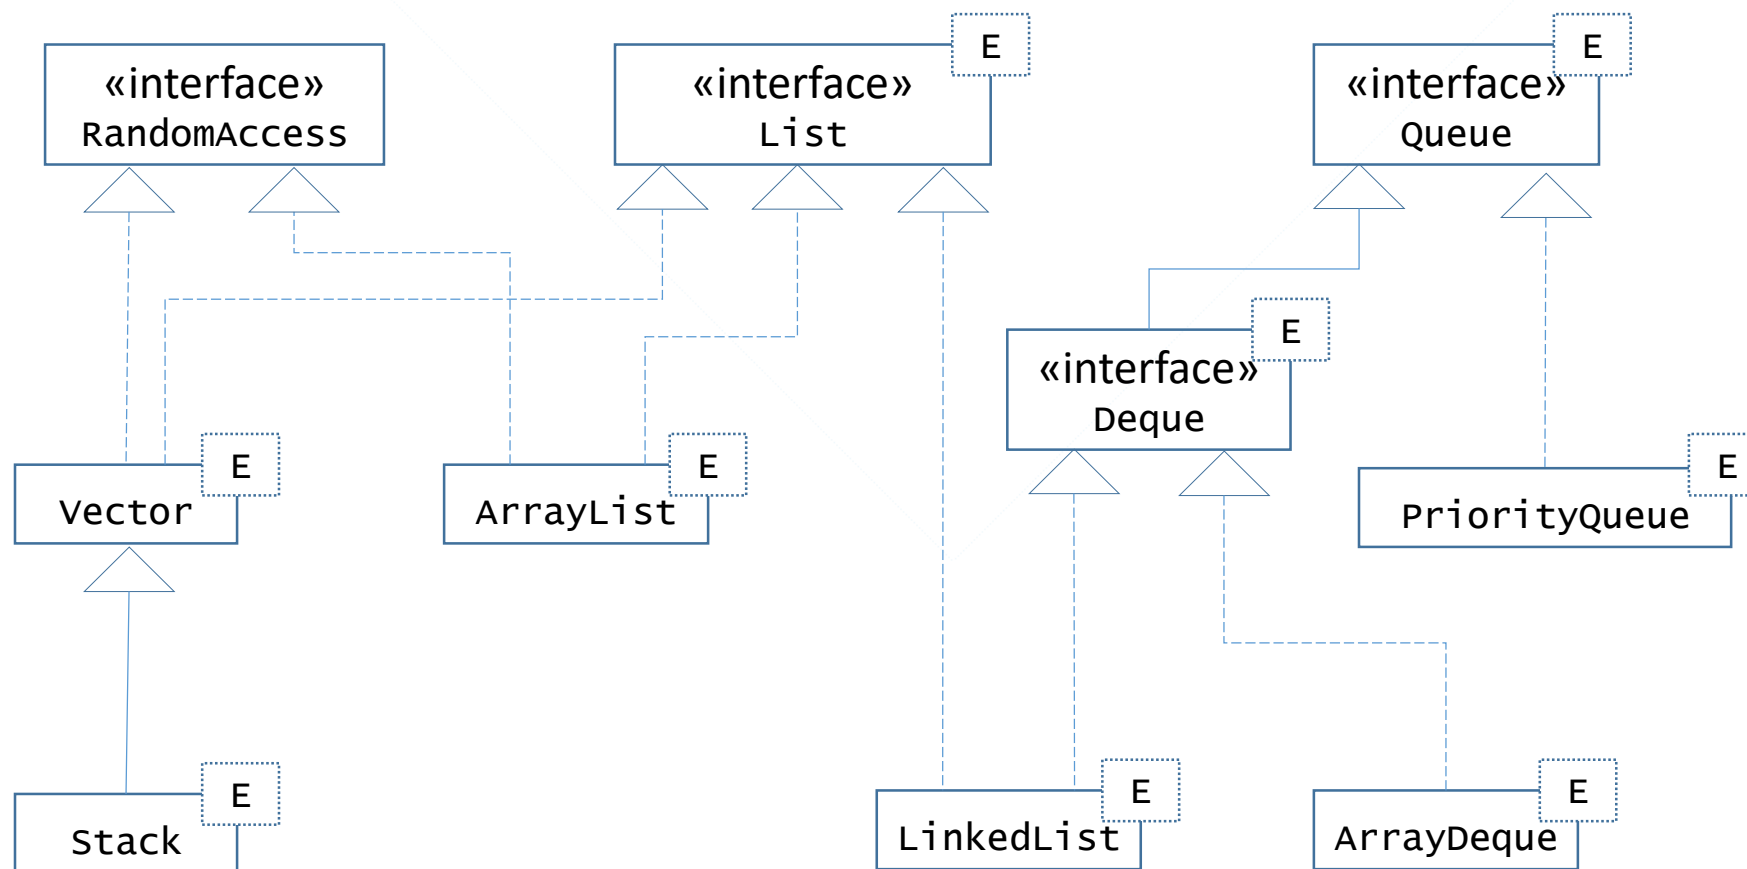 «interface»
RandomAccess
E
«interface»
List
E
«interface»
Queue
E
«interface»
Deque
E
Vector
E
ArrayList
E
PriorityQueue
E
Stack
E
LinkedList
E
ArrayDeque